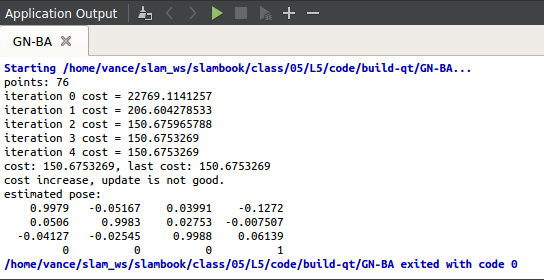 Application Output
GN-BA
Starting /home/vance/slam_ws/slambook/class/05/L5/code/build-qt/GN-BA...
points: 76
iteration 0 cost = 22769.1141257
iteration 1 cost = 206.604278533
iteration 2 cost = 150.675965788
iteration 3 cost = 150.6753269
iteration 4 cost = 150.6753269
cost: 150.6753269, last cost: 150.6753269
cost increase, update is not good.
estimated pose:
0.9979 -0.05167 0.03991 -0.1272
0.0506 0.9983 0.02753 -0.007507
-0.04127 -0.02545 0.9988 0.06139
0 0 0 1
/home/vance/slam_ws/slambook/class/05/L5/code/build-qt/GN-BA exited with code 0